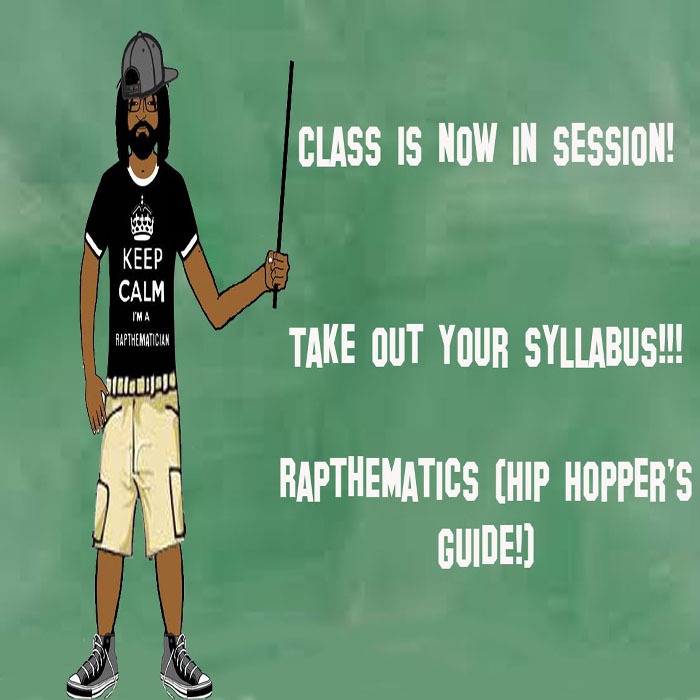 CLASS IS NOW IN SESSION!
KEEP
CALM
I'M A
RAPTHEMATICIAN
TAKE OUT YOUR SYLLABUS!!!
RAPTHEMATICS (HIP HOPPER'S
GUIDE!)